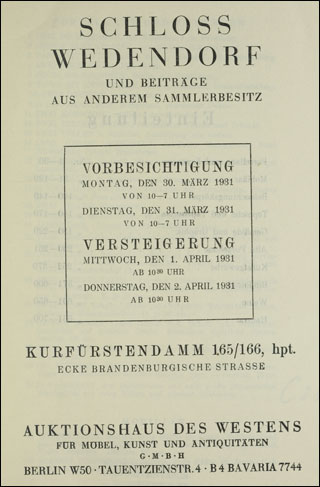 SCHLOSS
WEDENDORF
UND BEITRÄGE
AUS ANDEREM SAMMLERBESITZ
VORBESICHTIGUNG
MONTAG, DEN 30. MÄRZ 1931
VON 10—7 UHR
DIENSTAG, DEN 31. MÄRZ 1931
VON 10—7 UHR
VERSTEIGERUNG
MITTWOCH, DEN 1. APRIL 1931
AB 10³⁰ UHR
DONNERSTAG, DEN 2. APRIL 1931
AB 10³⁰ UHR
KURFÜRSTENDAMM 165/166, hpt.
ECKE BRANDENBURGISCHE STRASSE
AUKTIONSHAUS DES WESTENS
FÜR MÖBEL, KUNST UND ANTIQUITÄTEN
G·M·B·H
BERLIN W50 · TAUENTZIENSTR. 4 · B4 BAVARIA 7744